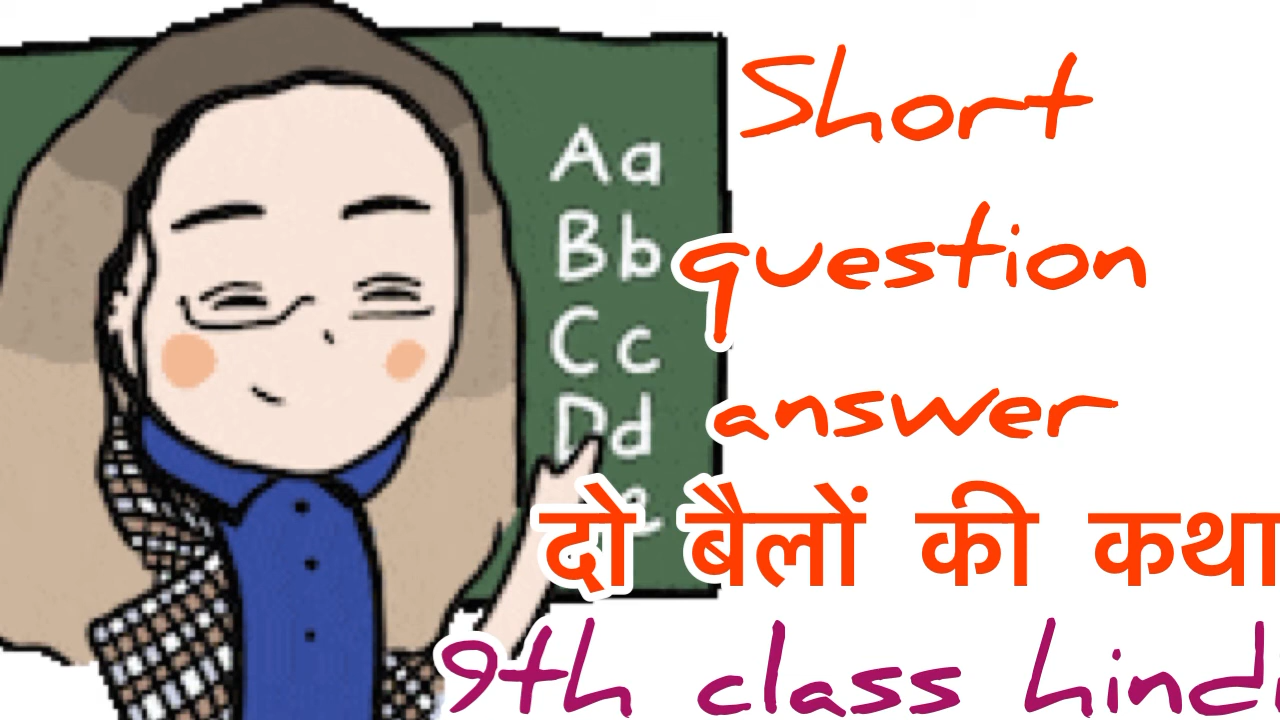 Aa
Bb
Cc
Dd
Short
question
answer
दो बैलों की कथा
9th class hindi